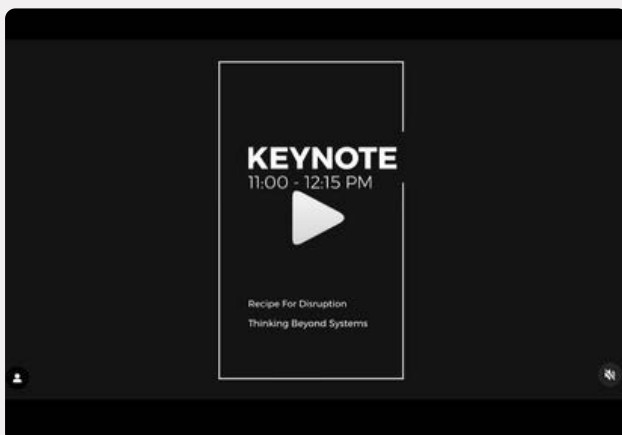 KEYNOTE
11:00 - 12:15 PM
Recipe For Disruption
Thinking Beyond Systems